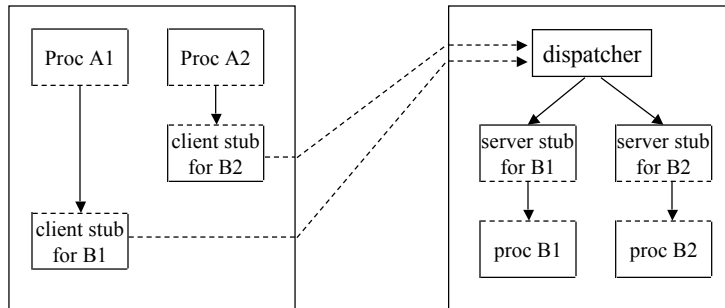 Proc A1
Proc A2
client stub
for B2
client stub
for B1
dispatcher
server stub
for B1
server stub
for B2
proc B1
proc B2